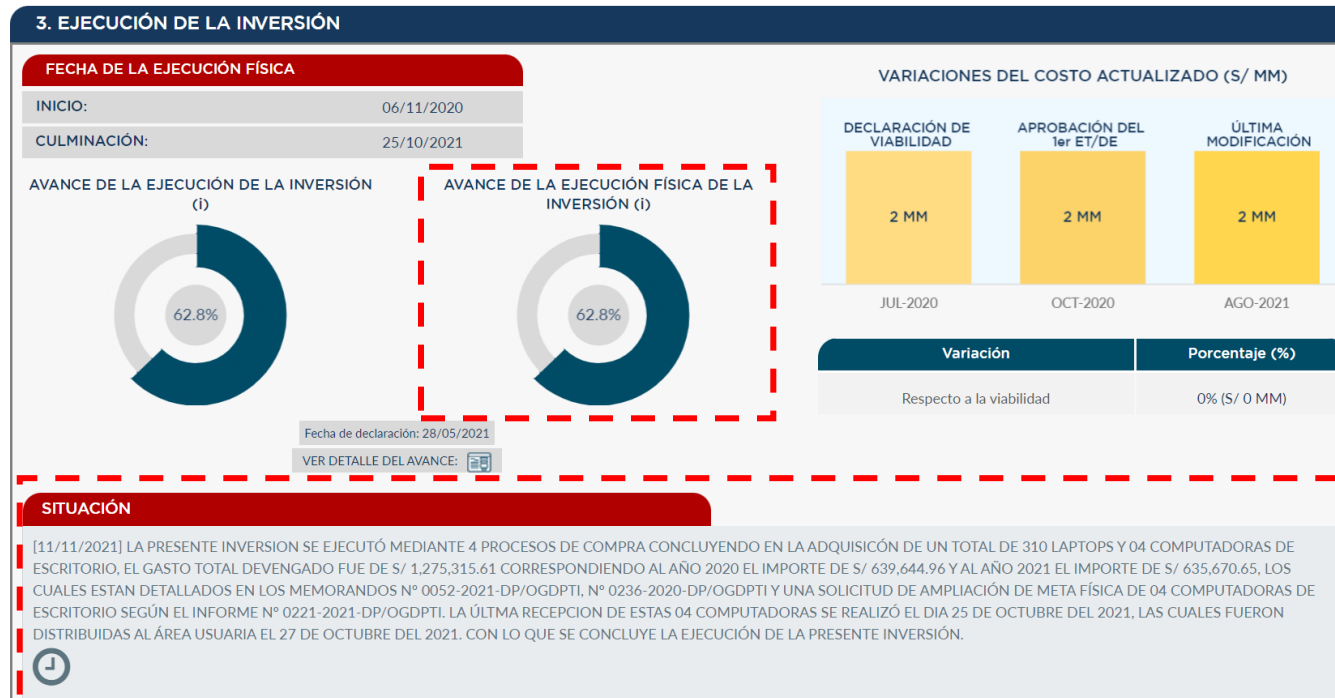 3. EJECUCIÓN DE LA INVERSIÓN
FECHA DE LA EJECUCIÓN FÍSICA
INICIO: 06/11/2020
CULMINACIÓN: 25/10/2021
AVANCE DE LA EJECUCIÓN DE LA INVERSIÓN
(i)
62.8%
AVANCE DE LA EJECUCIÓN FÍSICA DE LA
INVERSIÓN (i)
62.8%
Fecha de declaración: 28/05/2021
VER DETALLE DEL AVANCE:
VARIACIONES DEL COSTO ACTUALIZADO (S/ MM)
DECLARACIÓN DE
VIABILIDAD
APROBACIÓN DEL
1er ET/DE
ÚLTIMA
MODIFICACIÓN
2 MM
2 MM
2 MM
JUL-2020
OCT-2020
AGO-2021
Variación Porcentaje (%)
Respecto a la viabilidad 0% (S/ 0 MM)
SITUACIÓN
[11/11/2021] LA PRESENTE INVERSION SE EJECUTÓ MEDIANTE 4 PROCESOS DE COMPRA CONCLUYENDO EN LA ADQUISICÓN DE UN TOTAL DE 310 LAPTOPS Y 04 COMPUTADORAS DE
ESCRITORIO, EL GASTO TOTAL DEVENGADO FUE DE S/ 1,275,315.61 CORRESPONDIENDO AL AÑO 2020 EL IMPORTE DE S/ 639,644.96 Y AL AÑO 2021 EL IMPORTE DE S/ 635,670.65, LOS
CUALES ESTAN DETALLADOS EN LOS MEMORANDOS N° 0052-2021-DP/OGDPTI, N° 0236-2020-DP/OGDPTI Y UNA SOLICITUD DE AMPLIACIÓN DE META FÍSICA DE 04 COMPUTADORAS DE
ESCRITORIO SEGÚN EL INFORME N° 0221-2021-DP/OGDPTI. LA ÚLTMA RECEPCION DE ESTAS 04 COMPUTADORAS SE REALIZÓ EL DIA 25 DE OCTUBRE DEL 2021, LAS CUALES FUERON
DISTRIBUIDAS AL ÁREA USUARIA EL 27 DE OCTUBRE DEL 2021. CON LO QUE SE CONCLUYE LA EJECUCIÓN DE LA PRESENTE INVERSIÓN.